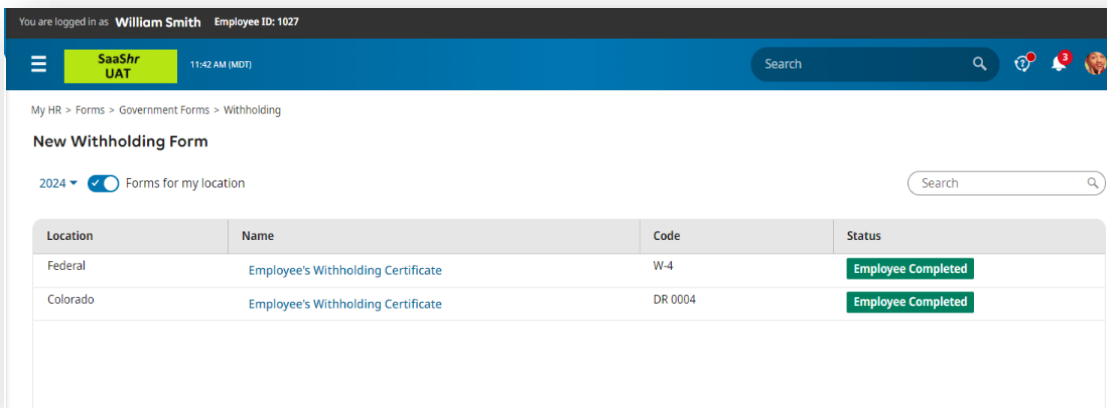 You are logged in as William Smith Employee ID: 1027
SaaShr
UAT
11:42 AM (MDT)
Search
3
My HR > Forms > Government Forms > Withholding
New Withholding Form
2024 Forms for my location
Search
Location Name Code Status
Federal Employee's Withholding Certificate W-4 Employee Completed
Colorado Employee's Withholding Certificate DR 0004 Employee Completed